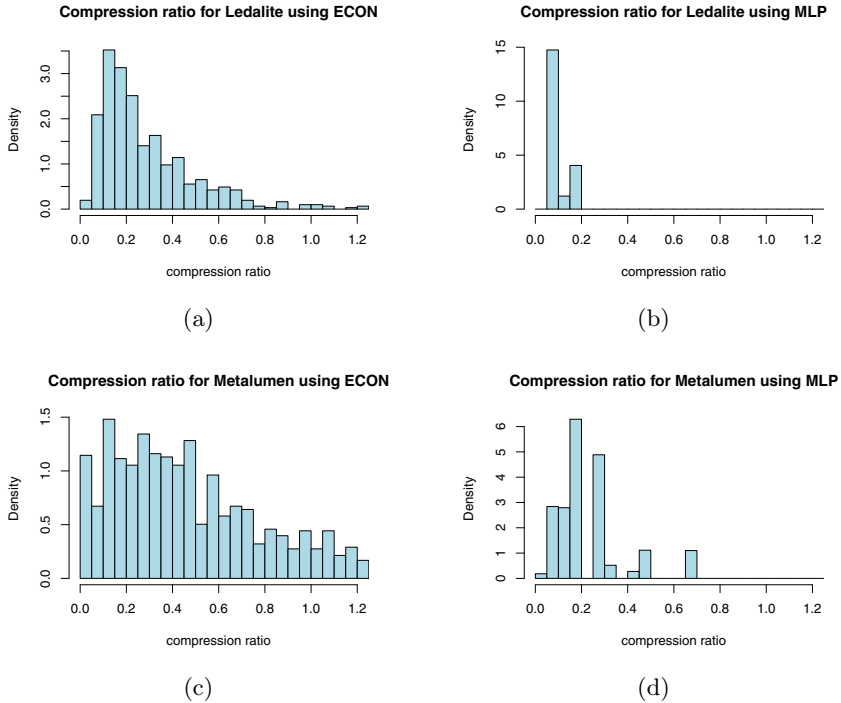 Compression ratio for Ledalite using ECON
Density
0.0 1.0 2.0 3.0
0.0 0.2 0.4 0.6 0.8 1.0 1.2
compression ratio
(a)
Compression ratio for Ledalite using MLP
Density
0 5 10 15
0.0 0.2 0.4 0.6 0.8 1.0 1.2
compression ratio
(b)
Compression ratio for Metalumen using ECON
Density
0.0 0.5 1.0 1.5
0.0 0.2 0.4 0.6 0.8 1.0 1.2
compression ratio
(c)
Compression ratio for Metalumen using MLP
Density
0 1 2 3 4 5 6
0.0 0.2 0.4 0.6 0.8 1.0 1.2
compression ratio
(d)